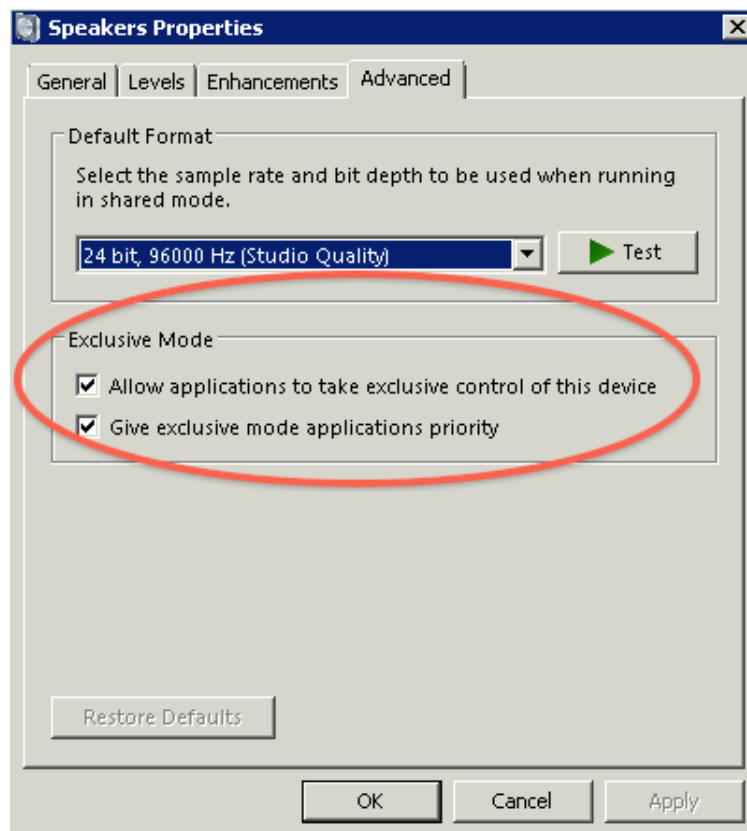 Speakers Properties
General Levels Enhancements Advanced
Default Format
Select the sample rate and bit depth to be used when running
in shared mode.
24 bit, 96000 Hz (Studio Quality) Test
Exclusive Mode
Allow applications to take exclusive control of this device
Give exclusive mode applications priority
Restore Defaults
OK Cancel Apply